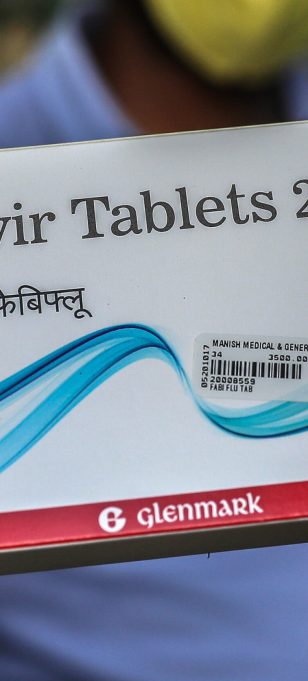 vir Tablets 2
फेबिफ्लू
MANISH MEDICAL & GENER
34 3500.00
05201017
20008559
FABI FLU TAB
GLENMARK